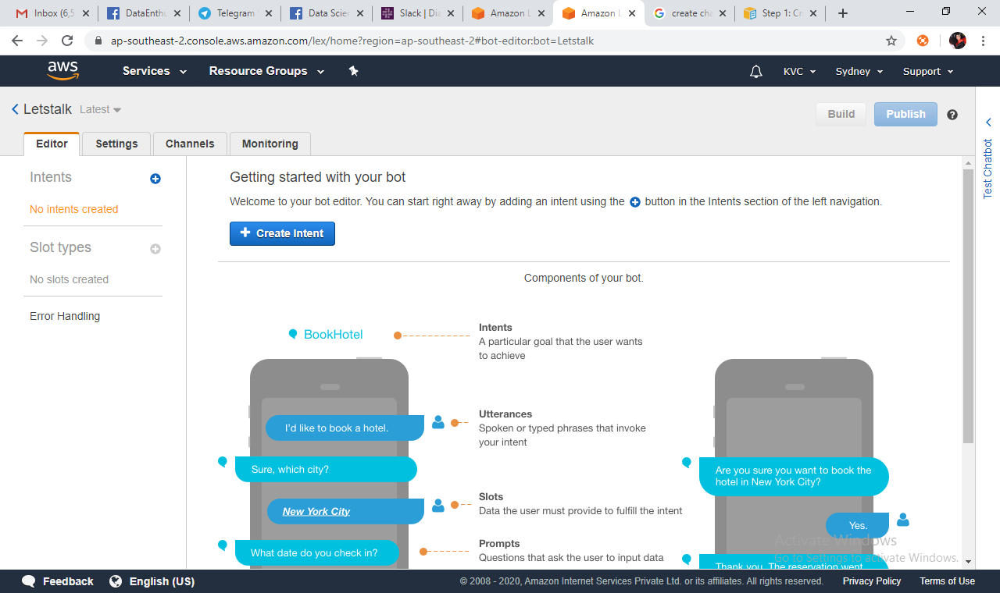 Inbox (6,5
DataEnthu
Telegram
Data Scien
Slack | Dia
Amazon L
Amazon L
create cha
Step 1: Cr
ap-southeast-2.console.aws.amazon.com/lex/home?region=ap-southeast-2#bot-editor:bot=Letstalk
aws
Services
Resource Groups
KVC
Sydney
Support
Letstalk Latest
Build
Publish
Editor
Settings
Channels
Monitoring
Test Chatbot
Intents
No intents created
Slot types
No slots created
Error Handling
Getting started with your bot
Welcome to your bot editor. You can start right away by adding an intent using the button in the Intents section of the left navigation.
Create Intent
Components of your bot.
BookHotel
Intents
A particular goal that the user wants
to achieve
I'd like to book a hotel.
Utterances
Spoken or typed phrases that invoke
your intent
Sure, which city?
New York City
Slots
Data the user must provide to fulfill the intent
What date do you check in?
Prompts
Questions that ask the user to input data
Are you sure you want to book the
hotel in New York City?
Yes.
Thank you. The reservation went
Activate Windows
Go to Settings to activate Windows.
Feedback
English (US)
© 2008 - 2020, Amazon Internet Services Private Ltd. or its affiliates. All rights reserved.
Privacy Policy
Terms of Use